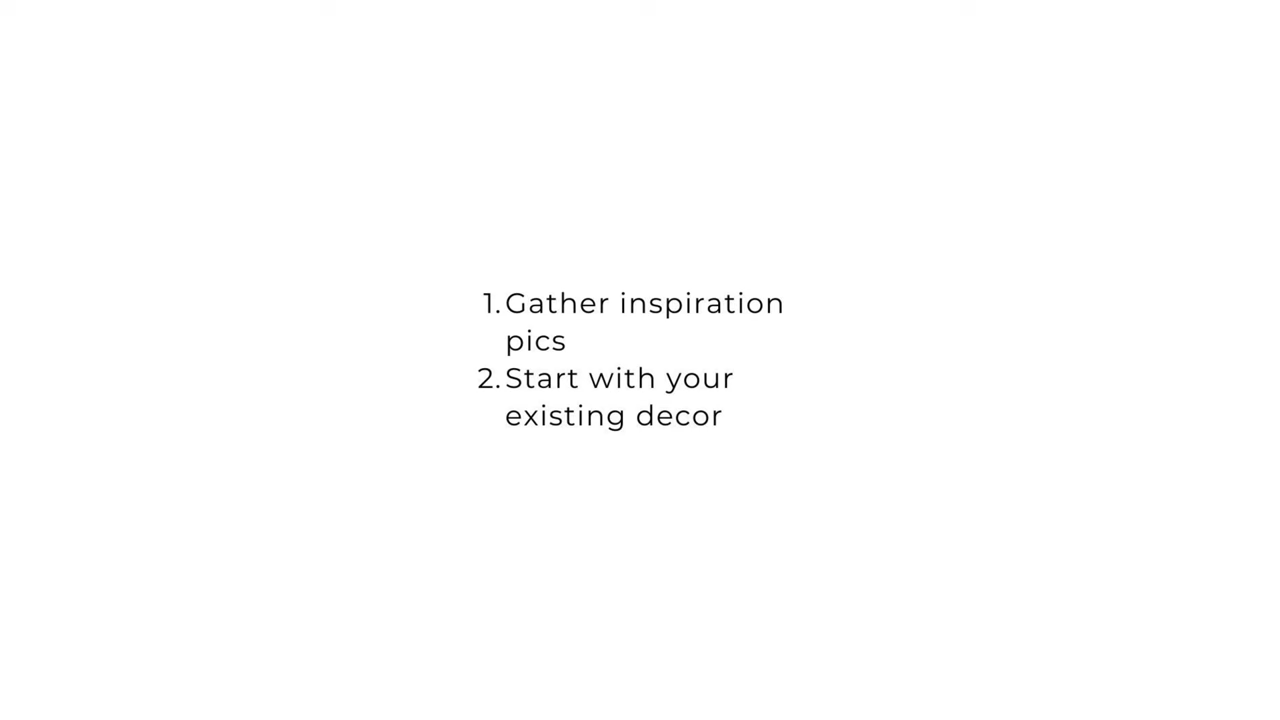 1. Gather inspiration
pics
2. Start with your
existing decor